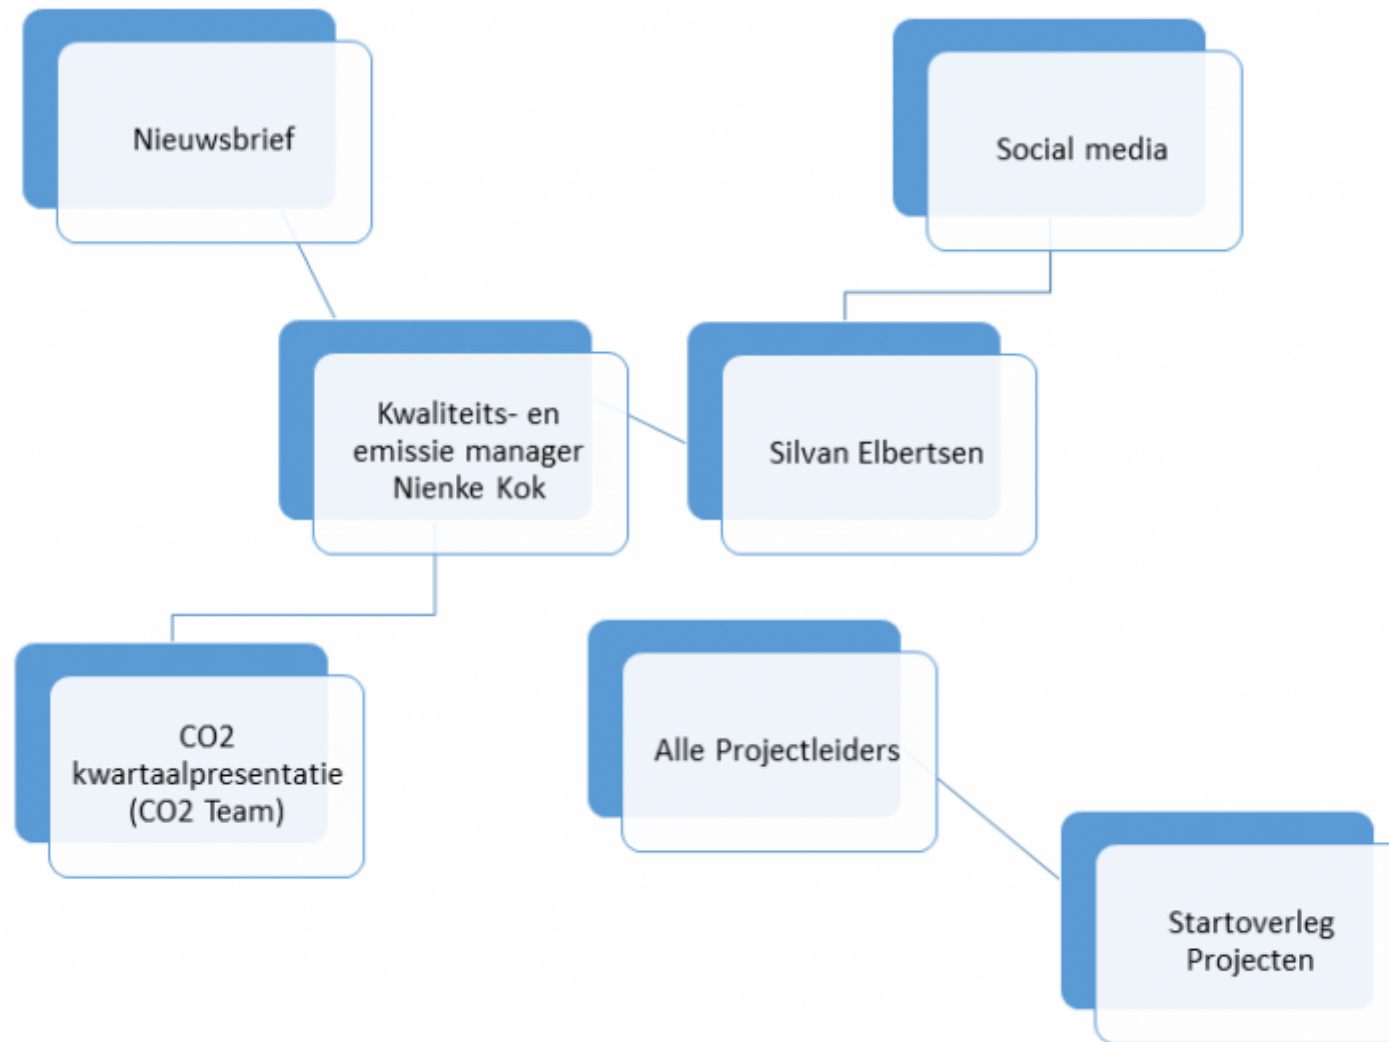 Nieuwsbrief
Social media
Kwaliteits- en
emissie manager
Nienke Kok
Silvan Elbertsen
CO2
kwartaalpresentatie
(CO2 Team)
Alle Projectleiders
Startoverleg
Projecten